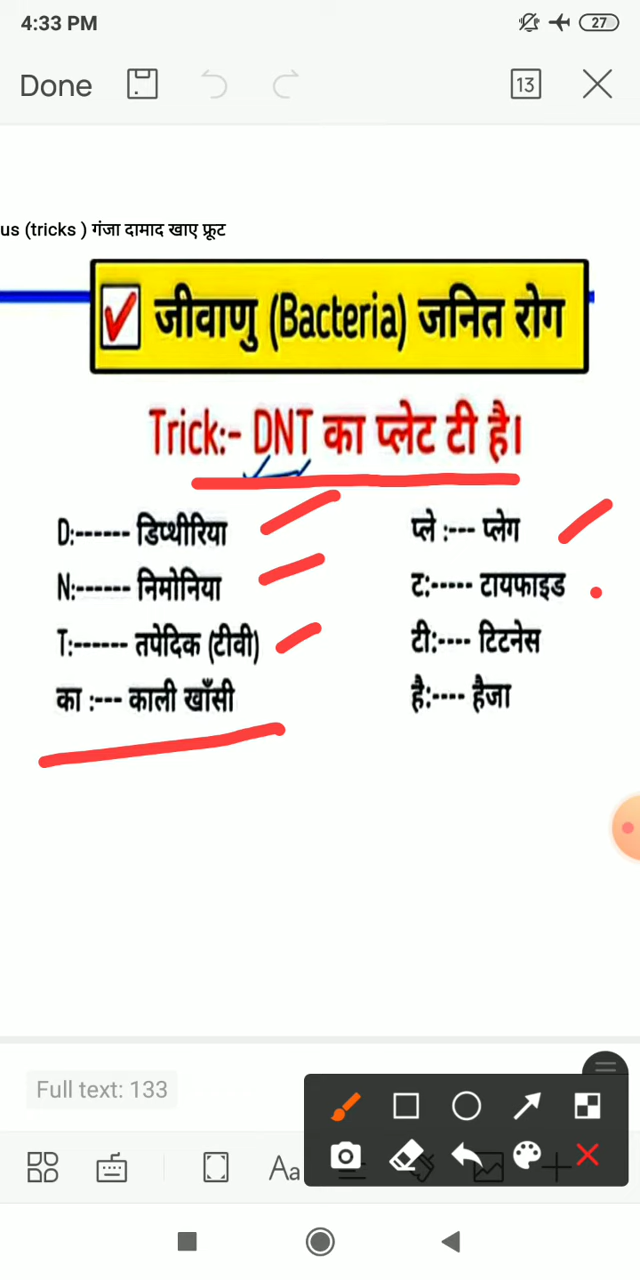 4:33 PM
27
Done
13
us (tricks ) गंजा दामाद खाए फ्रूट
जीवाणु (Bacteria) जनित रोग
Trick:- DNT का प्लेट टी है।
D:------ डिप्थीरिया
N:------ निमोनिया
T:------ तपेदिक (टीवी)
का :--- काली खाँसी
प्ले :--- प्लेग
ट:----- टायफाइड
टी:---- टिटनेस
है:---- हैजा
Full text: 133
Aa